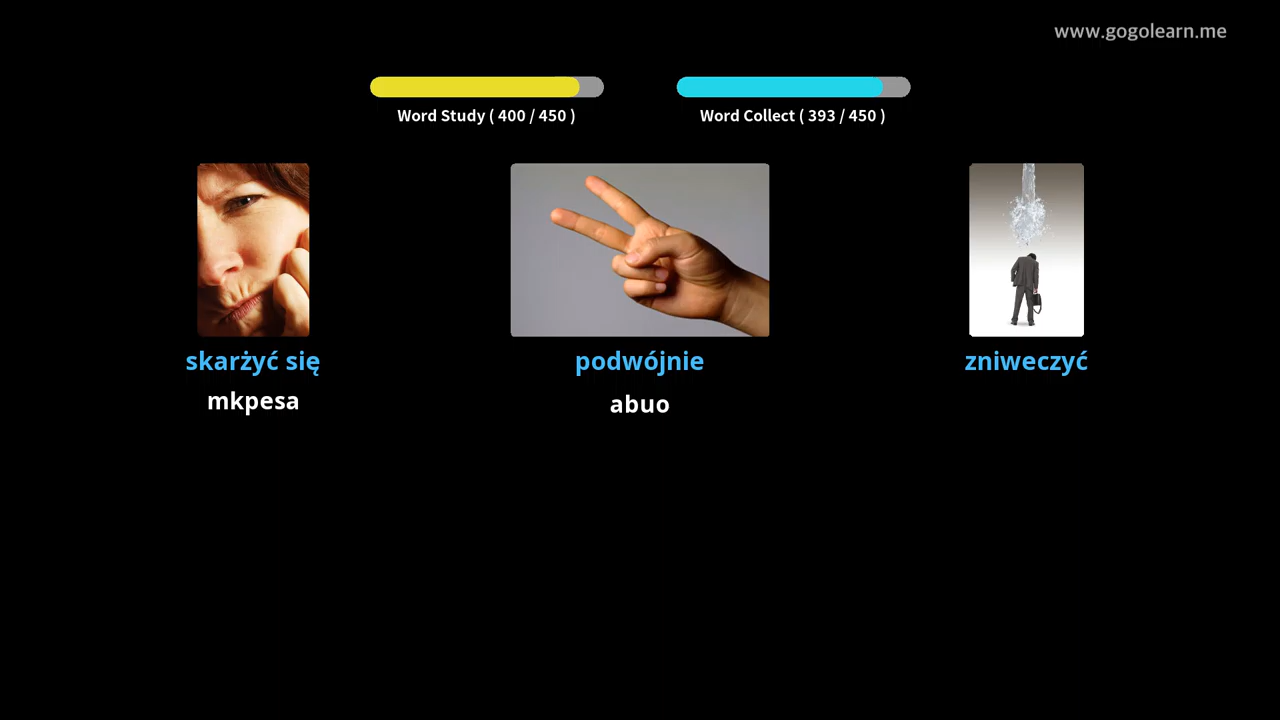 www.gogolearn.me
Word Study ( 400 / 450 )
Word Collect ( 393 / 450 )
skarżyć się
podwójnie
zniweczyć
mkpesa
abuo